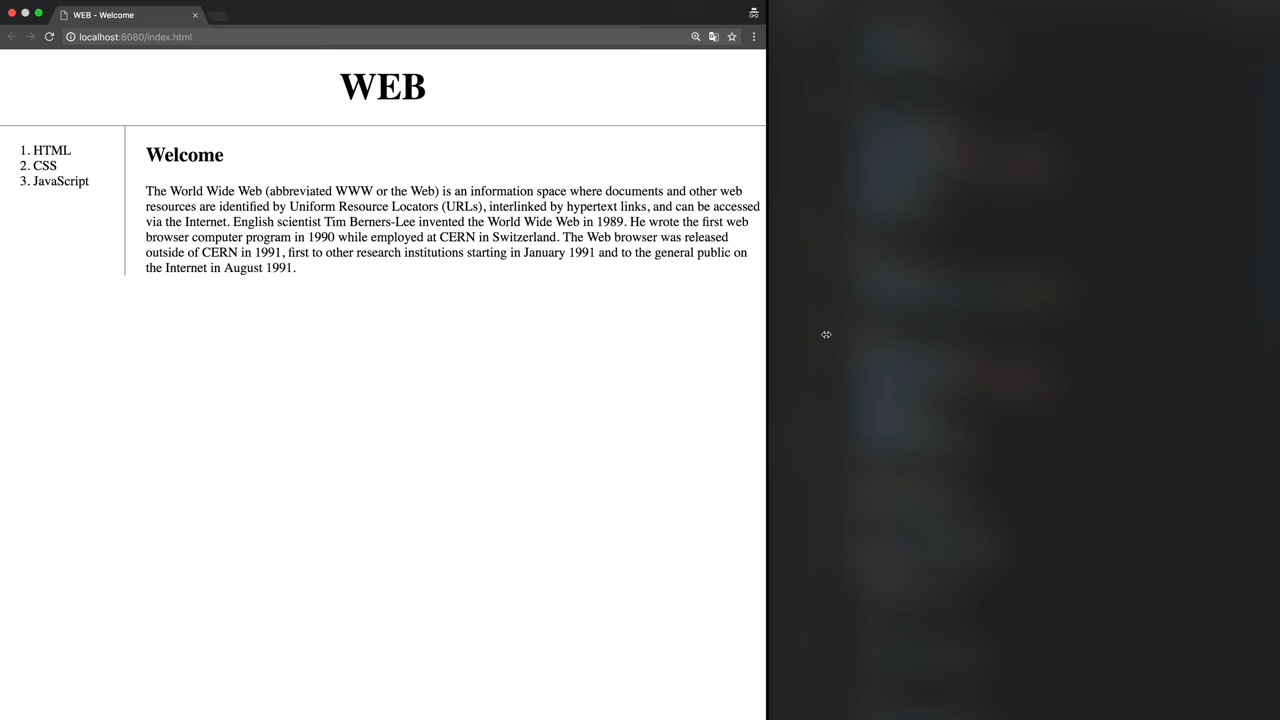 WEB - Welcome
localhost:8080/index.html
WEB
1. HTML
2. CSS
3. JavaScript
Welcome
The World Wide Web (abbreviated WWW or the Web) is an information space where documents and other web
resources are identified by Uniform Resource Locators (URLs), interlinked by hypertext links, and can be accessed
via the Internet. English scientist Tim Berners-Lee invented the World Wide Web in 1989. He wrote the first web
browser computer program in 1990 while employed at CERN in Switzerland. The Web browser was released
outside of CERN in 1991, first to other research institutions starting in January 1991 and to the general public on
the Internet in August 1991.